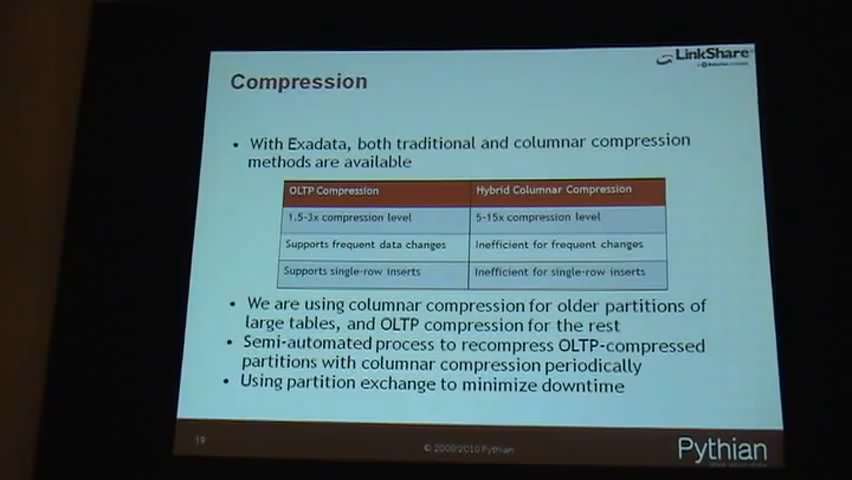 LinkShare
Compression
• With Exadata, both traditional and columnar compression
methods are available
OLTP Compression Hybrid Columnar Compression
1.5-3x compression level 5-15x compression level
Supports frequent data changes Inefficient for frequent changes
Supports single-row inserts Inefficient for single-row inserts
• We are using columnar compression for older partitions of
large tables, and OLTP compression for the rest
• Semi-automated process to recompress OLTP-compressed
partitions with columnar compression periodically
• Using partition exchange to minimize downtime
19
© 2009/2010 Pythian
Pythian